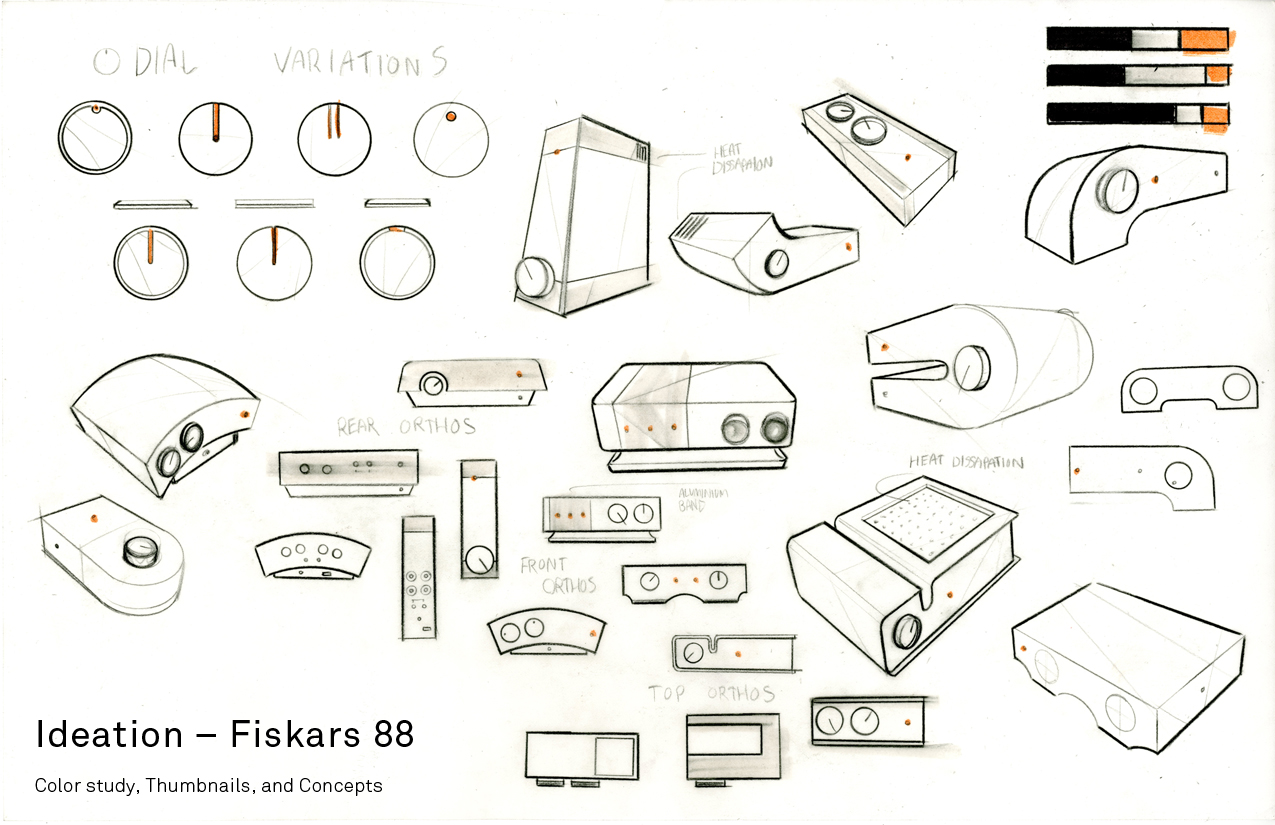 DIAL VARIATIONS
HEAT
DISSAPATION
REAR ORTHOS
HEAT DISSAPATION
ALUMINIUM
BAND
FRONT
ORTHOS
TOP ORTHOS
Ideation – Fiskars 88
Color study, Thumbnails, and Concepts